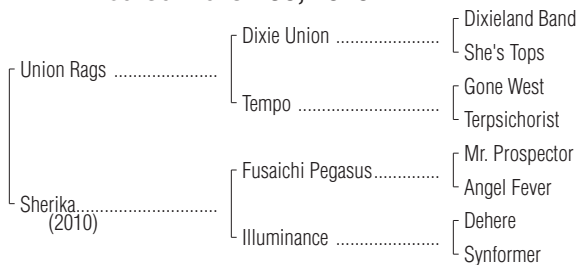 Dixieland Band
Dixie Union
She's Tops
Union Rags
Gone West
Tempo
Terpsichorist
Mr. Prospector
Fusaichi Pegasus
Angel Fever
Sherika
(2010)
Dehere
Illuminance
Synformer